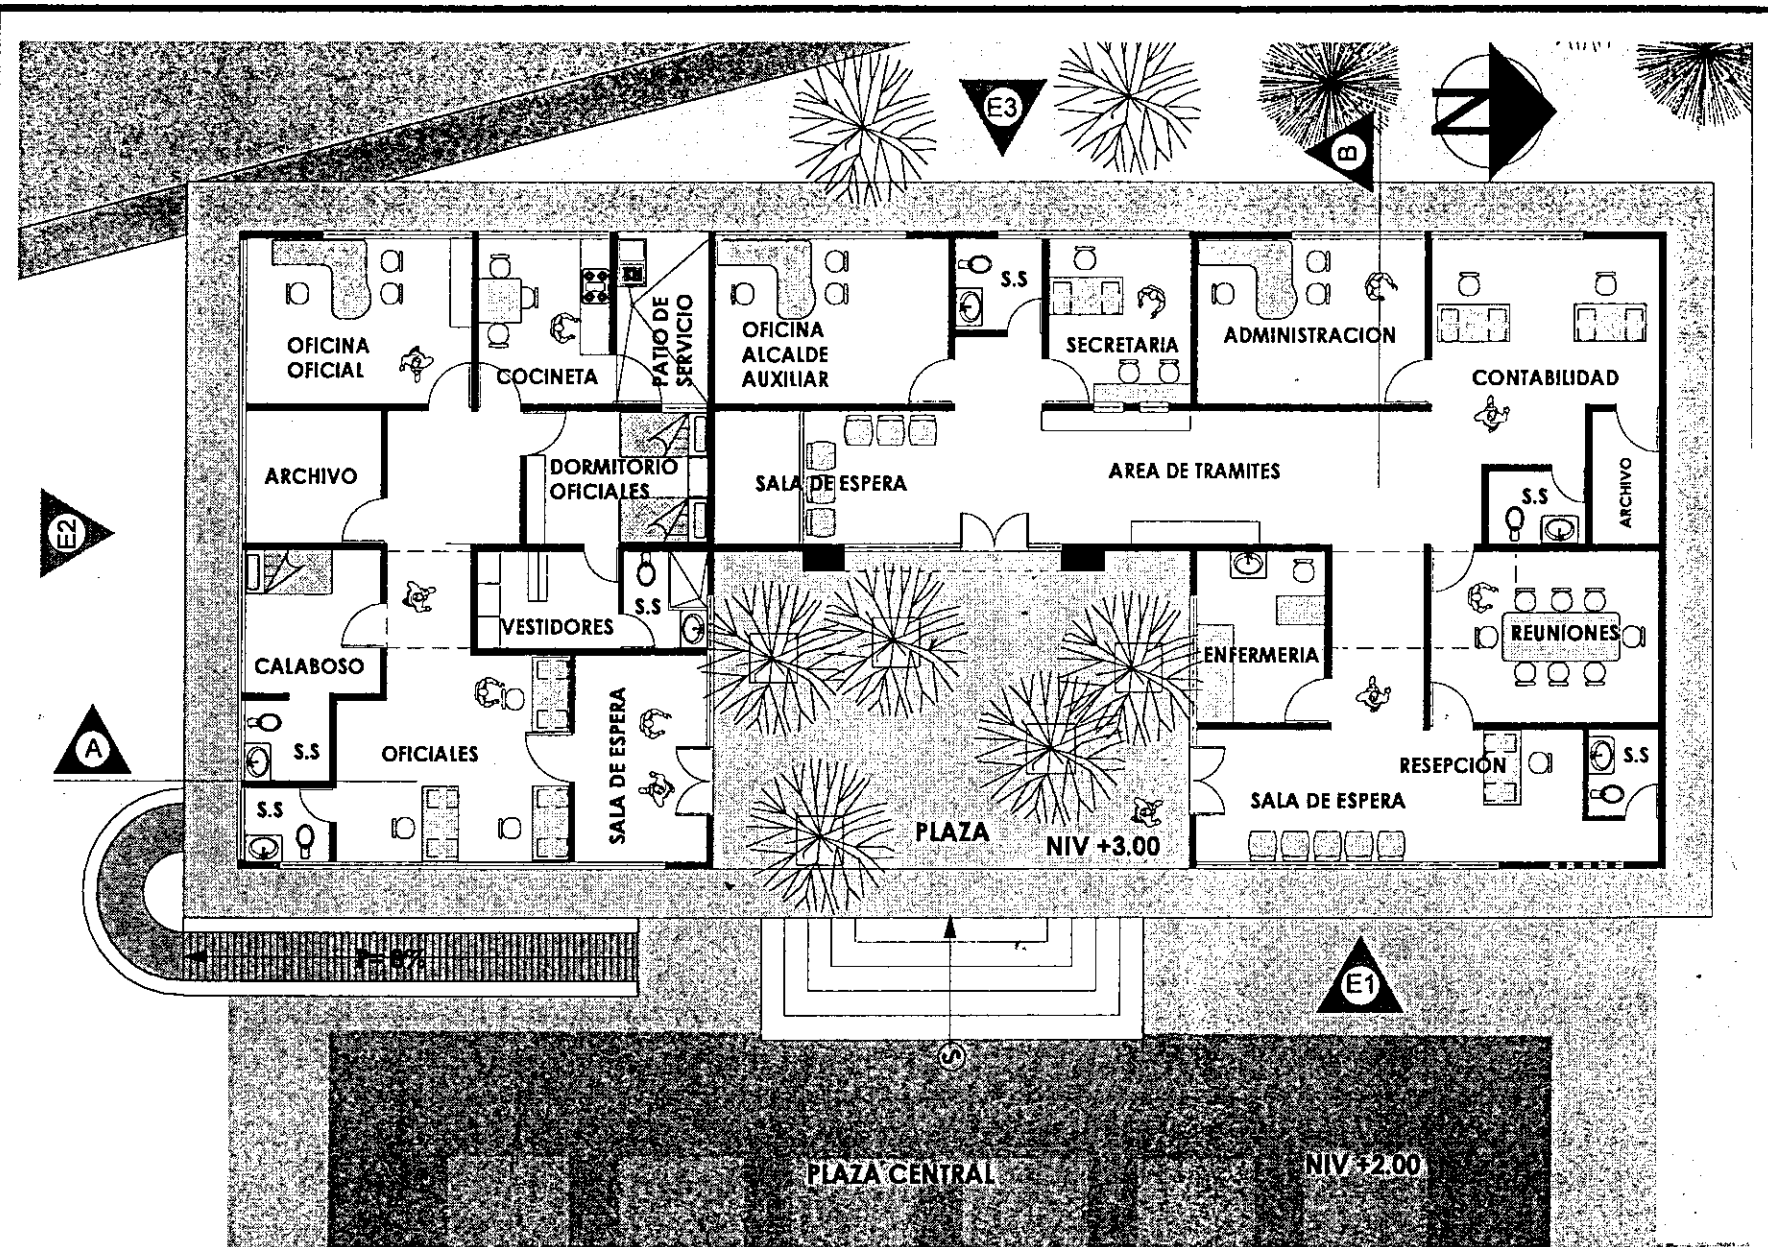 E3
B
N
OFICINA
OFICIAL
COCINETA
PATIO DE
SERVICIO
OFICINA
ALCALDE
AUXILIAR
S.S
SECRETARIA
ADMINISTRACION
CONTABILIDAD
ARCHIVO
DORMITORIO
OFICIALES
SALA DE ESPERA
AREA DE TRAMITES
S.S
ARCHIVO
E2
CALABOSO
VESTIDORES
S.S
ENFERMERIA
REUNIONES
A
S.S
OFICIALES
SALA DE ESPERA
RESEPCIÓN
S.S
S.S
PLAZA
NIV +3.00
SALA DE ESPERA
P= 8%
E1
S
PLAZA CENTRAL
NIV +2.00